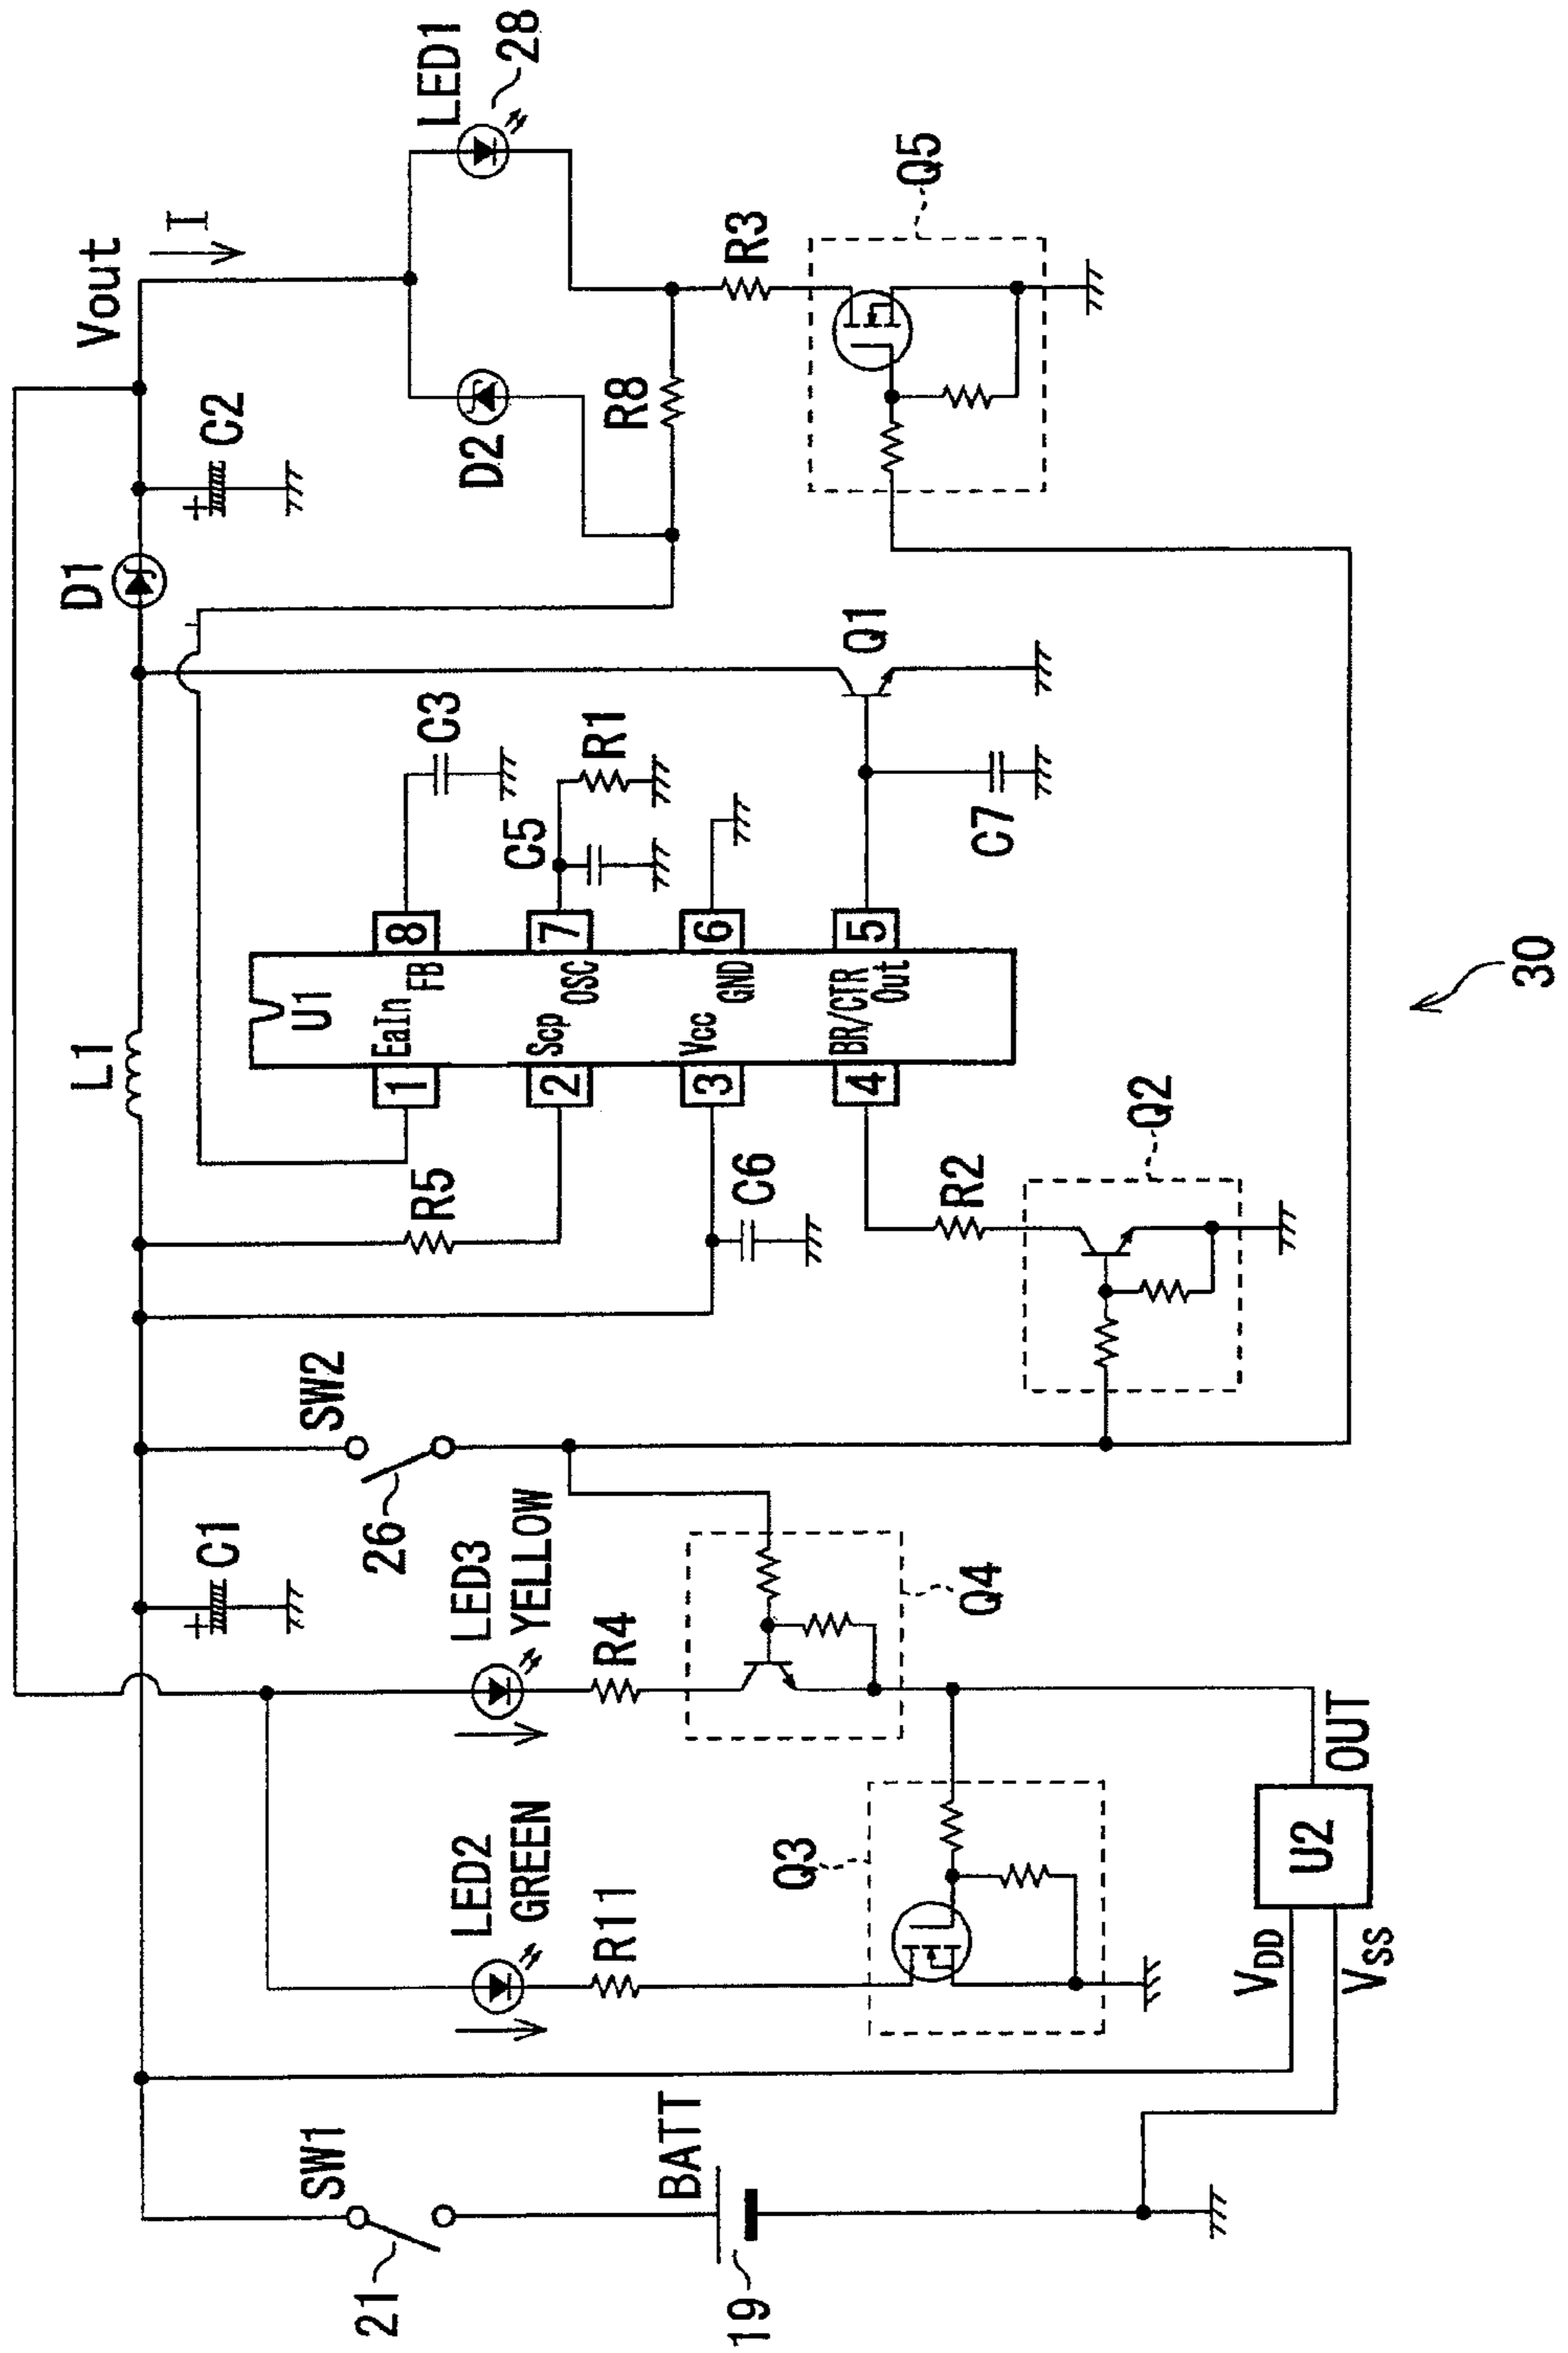 Vout
I
LED1
28
D1
C2
D2
R8
R3
Q5
L1
U1
1
EaIn
2
Scp
3
Vcc
4
BR/CTR
8
FB
7
OSC
6
GND
5
Out
C3
C5
R1
Q1
C7
R5
C6
R2
Q2
SW2
26
C1
LED3
YELLOW
R4
Q4
LED2
GREEN
R11
Q3
U2
OUT
VDD
VSS
SW1
21
BATT
19
30